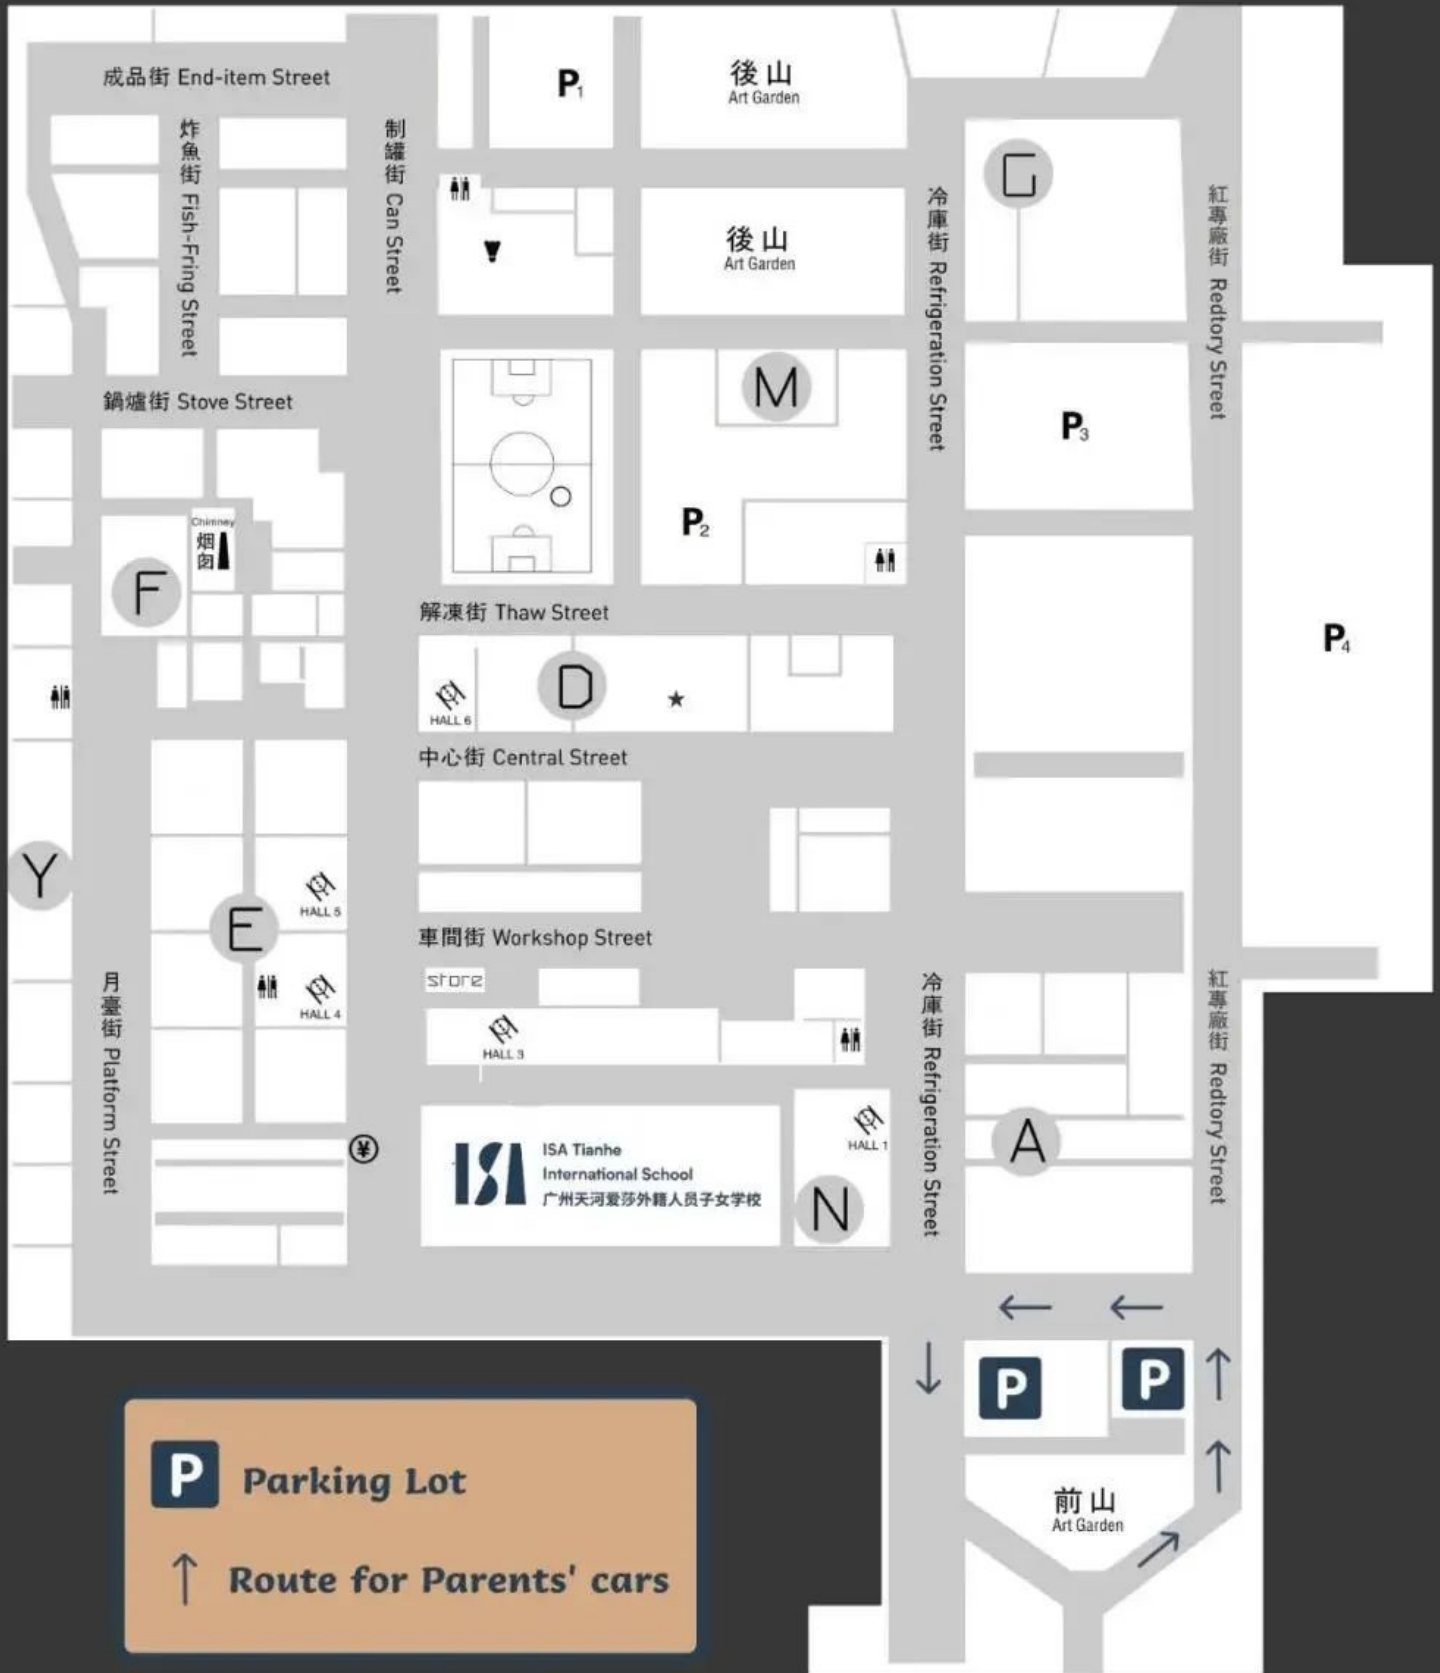 成品街 End-item Street
炸魚街 Fish-Fring Street
制罐街 Can Street
P1
後山
Art Garden
後山
Art Garden
冷庫街 Refrigeration Street
G
紅專廠街 Redtory Street
鍋爐街 Stove Street
M
P2
P3
Chimney
烟囱
F
解凍街 Thaw Street
P4
HALL 6
D
中心街 Central Street
Y
E
HALL 5
HALL 4
車間街 Workshop Street
store
HALL 3
月臺街 Platform Street
冷庫街 Refrigeration Street
紅專廠街 Redtory Street
¥
ISA
ISA Tianhe
International School
广州天河爱莎外籍人员子女学校
HALL 1
N
A
P
P
前山
Art Garden
P Parking Lot
Route for Parents' cars